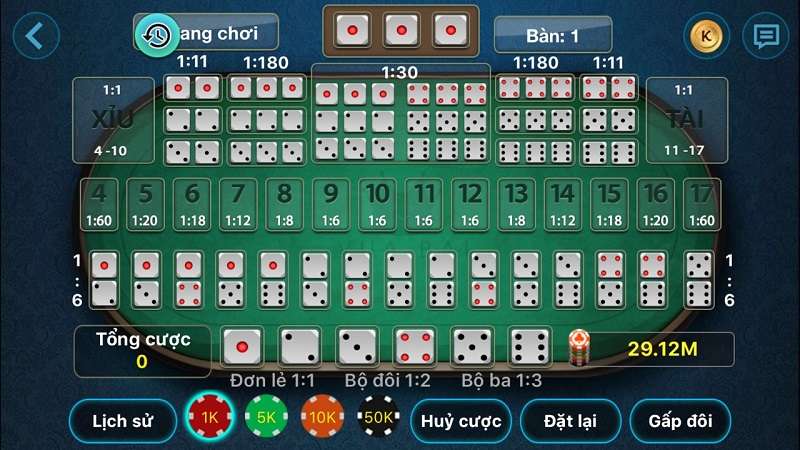 ang chơi
Bàn: 1
K
1:11
1:180
1:30
1:180
1:11
1:1
XỈU
4 -10
1:1
TÀI
11 -17
4 5 6 7 8 9 10 11 12 13 14 15 16 17
1:60 1:20 1:18 1:12 1:8 1:6 1:6 1:6 1:6 1:8 1:12 1:18 1:20 1:60
1:6
1:6
Tổng cược
0
29.12M
Đơn lẻ 1:1 Bộ đôi 1:2 Bộ ba 1:3
Lịch sử
1K
5K
10K
50K
Huỷ cược
Đặt lại
Gấp đôi